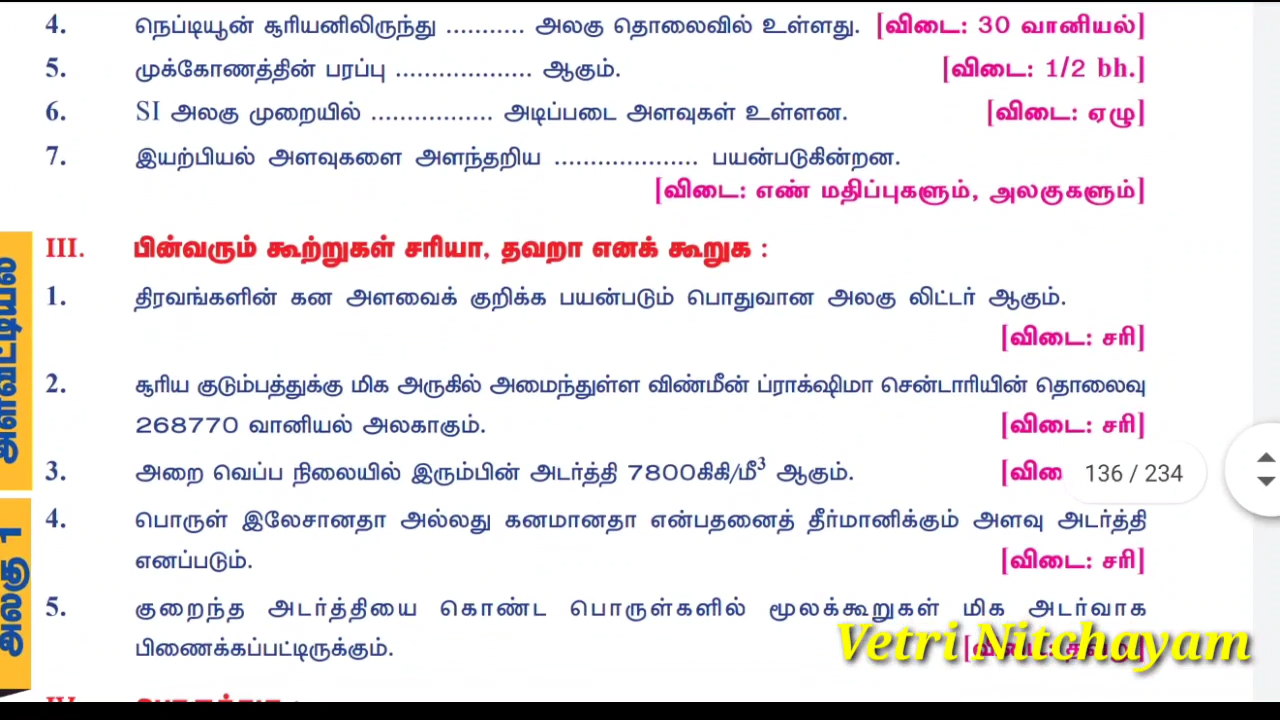 4. நெப்டியூன் சூரியனிலிருந்து ........... அலகு தொலைவில் உள்ளது. [விடை: 30 வானியல்]
5. முக்கோணத்தின் பரப்பு ................... ஆகும். [விடை: 1/2 bh.]
6. SI அலகு முறையில் ................. அடிப்படை அளவுகள் உள்ளன. [விடை: ஏழு]
7. இயற்பியல் அளவுகளை அளந்தறிய .................... பயன்படுகின்றன.
[விடை: எண் மதிப்புகளும், அலகுகளும்]
III. பின்வரும் கூற்றுகள் சரியா, தவறா எனக் கூறுக :
1. திரவங்களின் கன அளவைக் குறிக்க பயன்படும் பொதுவான அலகு லிட்டர் ஆகும்.
[விடை: சரி]
2. சூரிய குடும்பத்துக்கு மிக அருகில் அமைந்துள்ள விண்மீன் ப்ராக்ஷிமா சென்டாரியின் தொலைவு
268770 வானியல் அலகாகும். [விடை: சரி]
3. அறை வெப்ப நிலையில் இரும்பின் அடர்த்தி 7800கிகி/மீ³ ஆகும். [விடை
136 / 234
4. பொருள் இலேசானதா அல்லது கனமானதா என்பதனைத் தீர்மானிக்கும் அளவு அடர்த்தி
எனப்படும். [விடை: சரி]
5. குறைந்த அடர்த்தியை கொண்ட பொருள்களில் மூலக்கூறுகள் மிக அடர்வாக
பிணைக்கப்பட்டிருக்கும். [விடை: தவறு]
Vetri Nitchayam
அளவீட்டியல்
அலகு 1